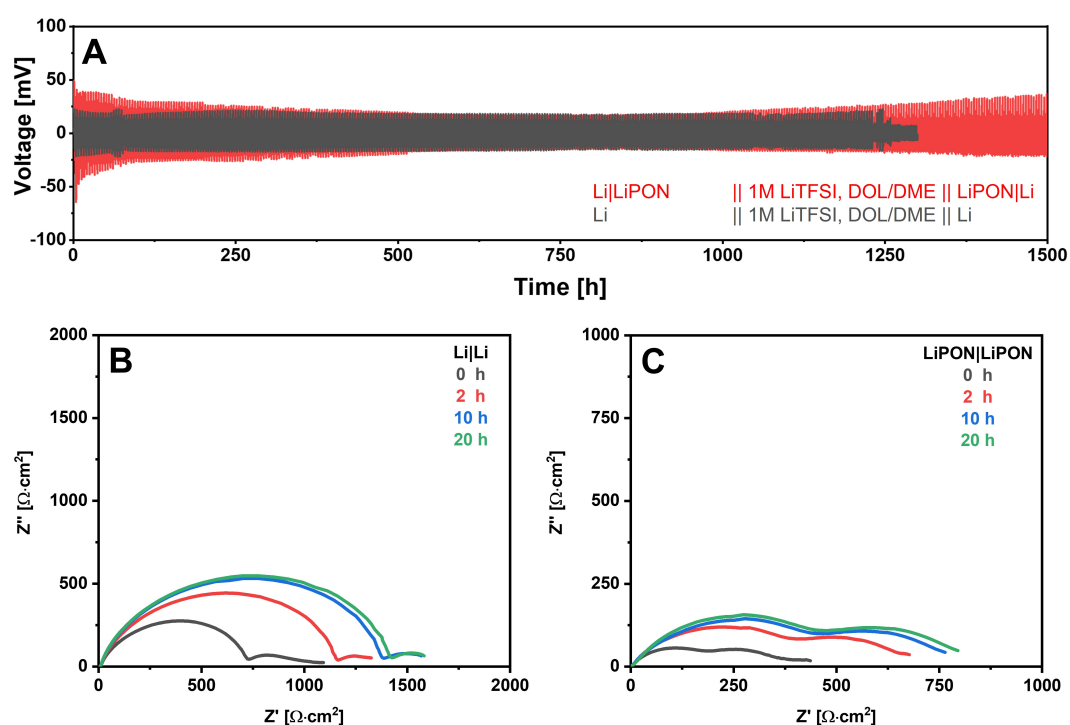 A
100
50
0
-50
-100
Voltage [mV]
Li|LiPON || 1M LiTFSI, DOL/DME || LiPON|Li
Li || 1M LiTFSI, DOL/DME || Li
0 250 500 750 1000 1250 1500
Time [h]
B
2000
1500
1000
500
0
Z'' [Ω·cm²]
Li|Li
0 h
2 h
10 h
20 h
0 500 1000 1500 2000
Z' [Ω·cm²]
C
1000
750
500
250
0
Z'' [Ω·cm²]
LiPON|LiPON
0 h
2 h
10 h
20 h
0 250 500 750 1000
Z' [Ω·cm²]